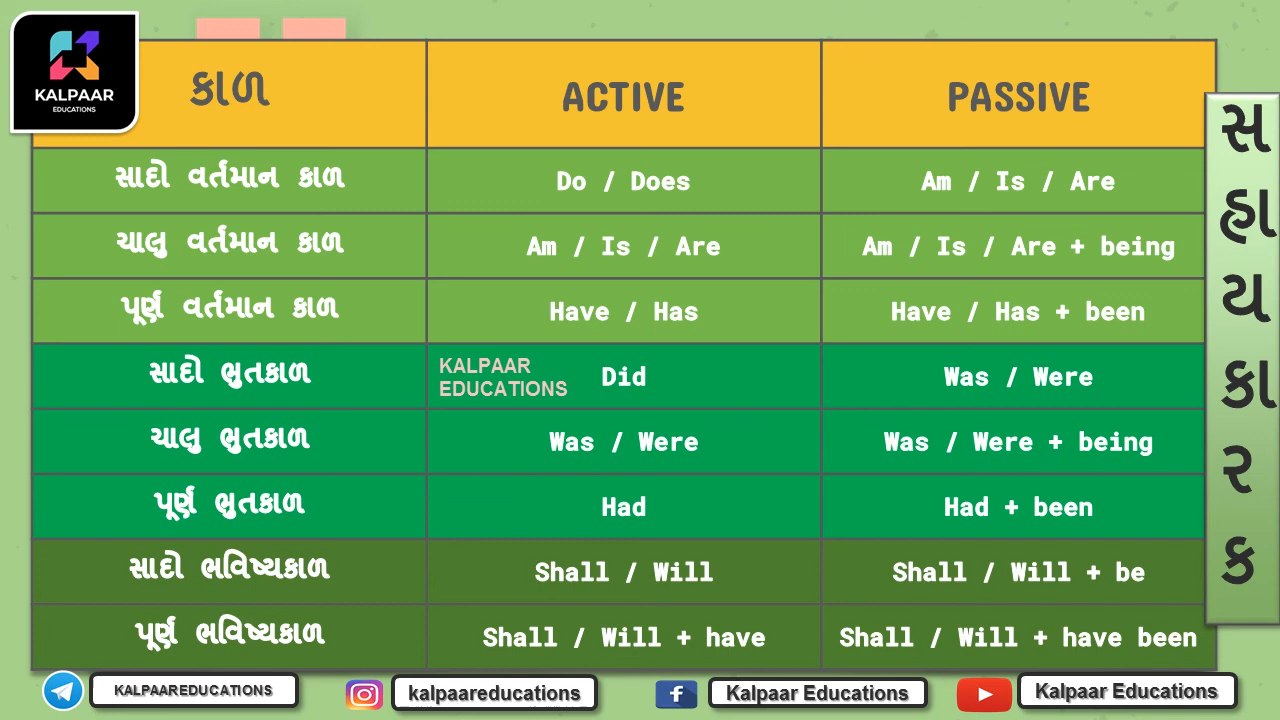 KALPAAR
EDUCATIONS
કાળ ACTIVE PASSIVE
સાદો વર્તમાન કાળ Do / Does Am / Is / Are
ચાલુ વર્તમાન કાળ Am / Is / Are Am / Is / Are + being
પૂર્ણ વર્તમાન કાળ Have / Has Have / Has + been
સાદો ભુતકાળ Did Was / Were
KALPAAR
EDUCATIONS
ચાલુ ભુતકાળ Was / Were Was / Were + being
પૂર્ણ ભુતકાળ Had Had + been
સાદો ભવિષ્યકાળ Shall / Will Shall / Will + be
પૂર્ણ ભવિષ્યકાળ Shall / Will + have Shall / Will + have been
સ
હા
ય
કા
ર
ક
KALPAAREDUCATIONS kalpaareducations Kalpaar Educations Kalpaar Educations